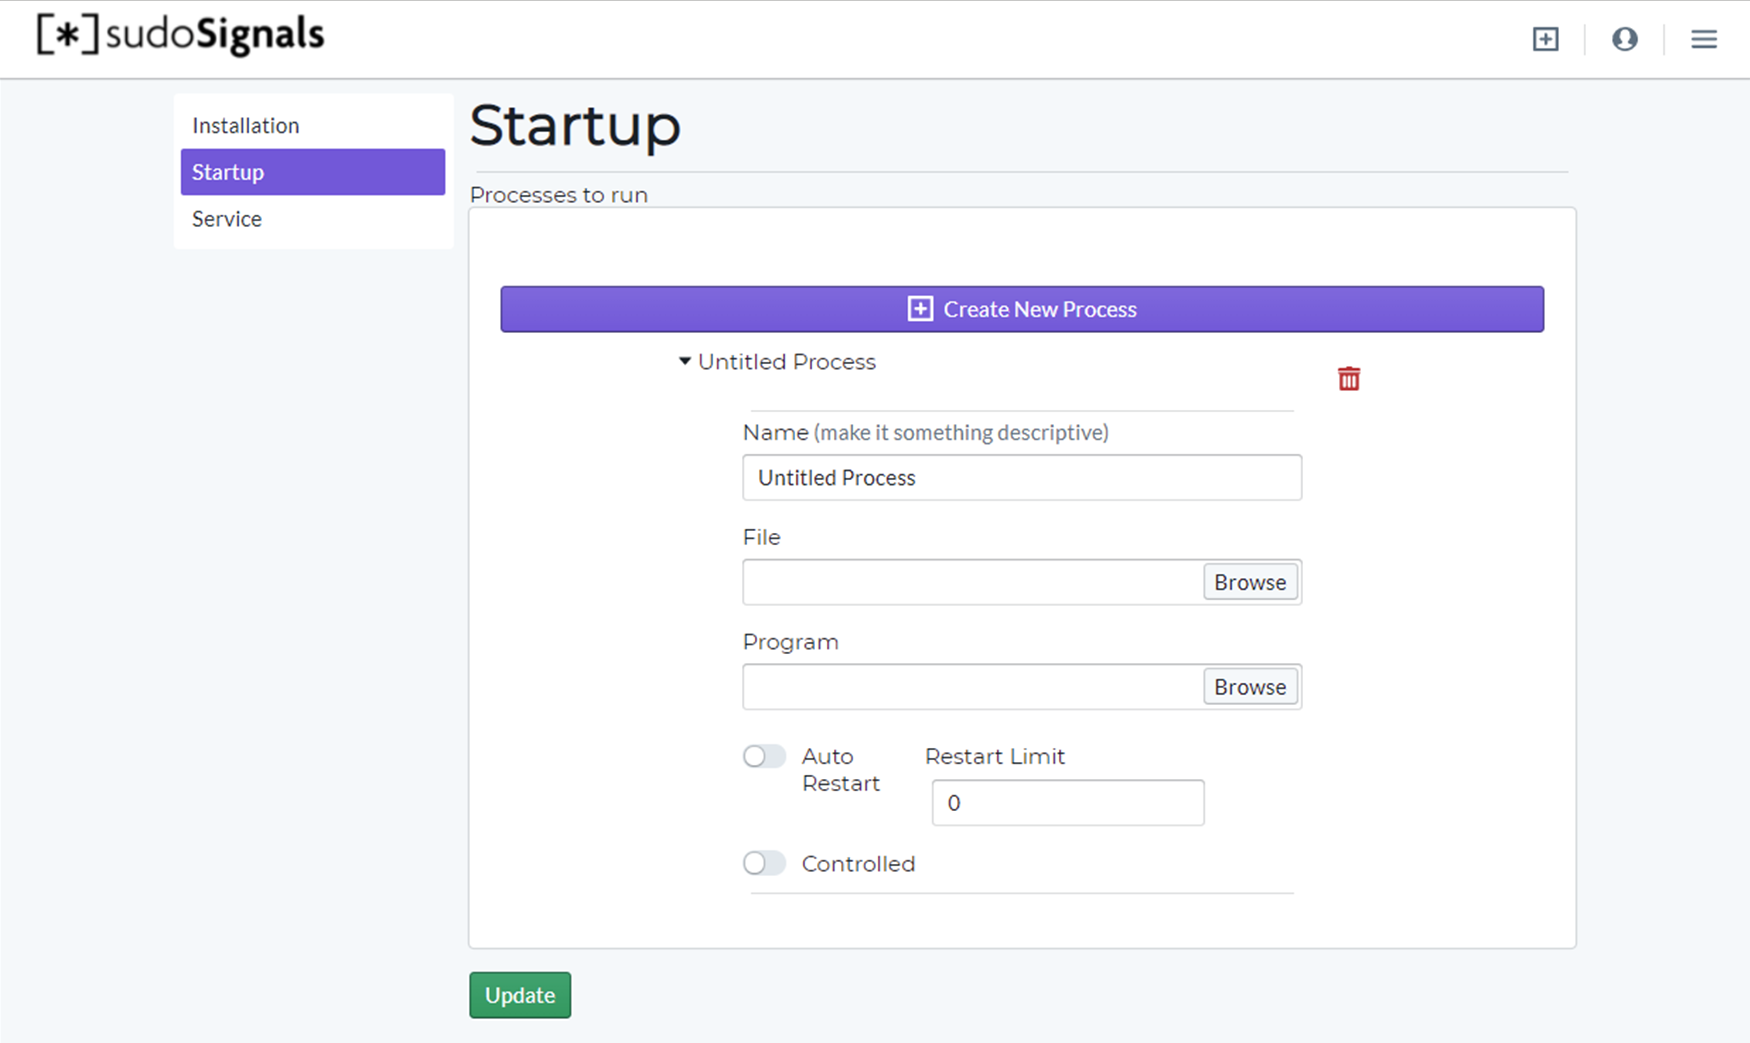 [*] sudoSignals
Installation
Startup
Service
Startup
Processes to run
Create New Process
Untitled Process
Name (make it something descriptive)
Untitled Process
File
Browse
Program
Browse
Auto Restart
Restart Limit
0
Controlled
Update